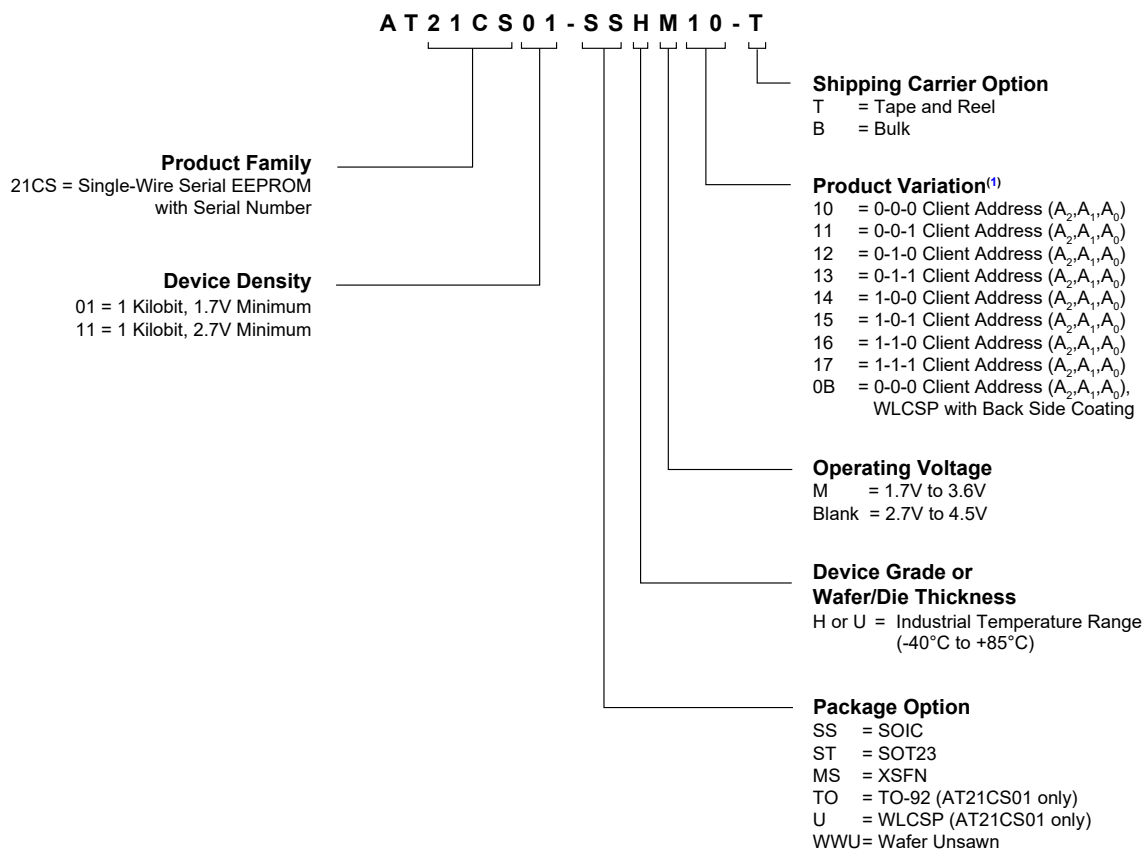 AT21CS01-SSHM10-T
Product Family
21CS = Single-Wire Serial EEPROM
with Serial Number
Device Density
01 = 1 Kilobit, 1.7V Minimum
11 = 1 Kilobit, 2.7V Minimum
Shipping Carrier Option
T = Tape and Reel
B = Bulk
Product Variation(1)
10 = 0-0-0 Client Address (A2,A1,A0)
11 = 0-0-1 Client Address (A2,A1,A0)
12 = 0-1-0 Client Address (A2,A1,A0)
13 = 0-1-1 Client Address (A2,A1,A0)
14 = 1-0-0 Client Address (A2,A1,A0)
15 = 1-0-1 Client Address (A2,A1,A0)
16 = 1-1-0 Client Address (A2,A1,A0)
17 = 1-1-1 Client Address (A2,A1,A0)
0B = 0-0-0 Client Address (A2,A1,A0),
WLCSP with Back Side Coating
Operating Voltage
M = 1.7V to 3.6V
Blank = 2.7V to 4.5V
Device Grade or
Wafer/Die Thickness
H or U = Industrial Temperature Range
(-40°C to +85°C)
Package Option
SS = SOIC
ST = SOT23
MS = XSFN
TO = TO-92 (AT21CS01 only)
U = WLCSP (AT21CS01 only)
WWU= Wafer Unsawn